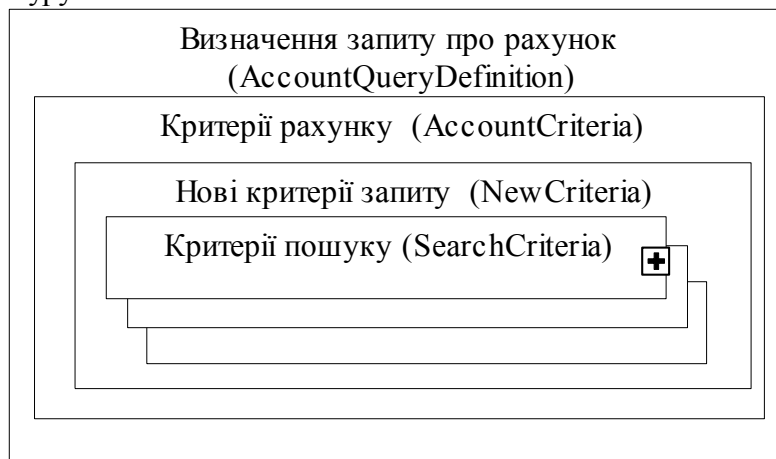 Визначення запиту про рахунок
(AccountQueryDefinition)
Критерії рахунку (AccountCriteria)
Нові критерії запиту (NewCriteria)
Критерії пошуку (SearchCriteria)